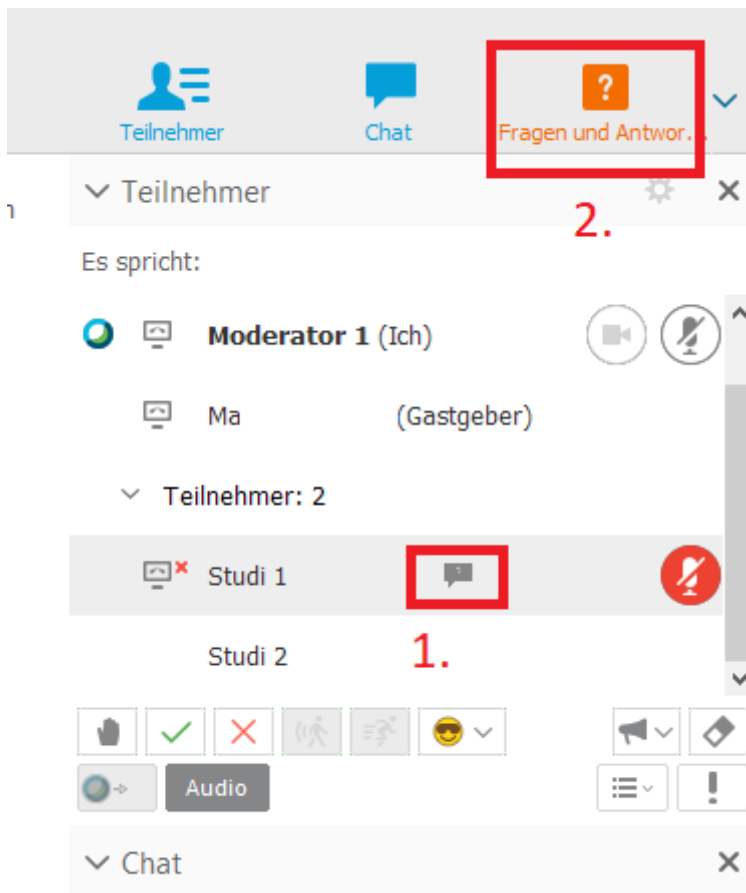 Teilnehmer Chat Fragen und Antwor...
Teilnehmer
2.
Es spricht:
Moderator 1 (Ich)
Ma (Gastgeber)
Teilnehmer: 2
Studi 1
1.
Studi 2
Audio
Chat